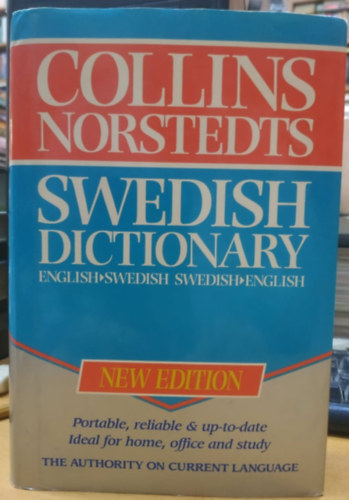 COLLINS
NORSTEDTS
SWEDISH
DICTIONARY
ENGLISH▸SWEDISH SWEDISH▸ENGLISH
NEW EDITION
Portable, reliable & up-to-date
Ideal for home, office and study
THE AUTHORITY ON CURRENT LANGUAGE